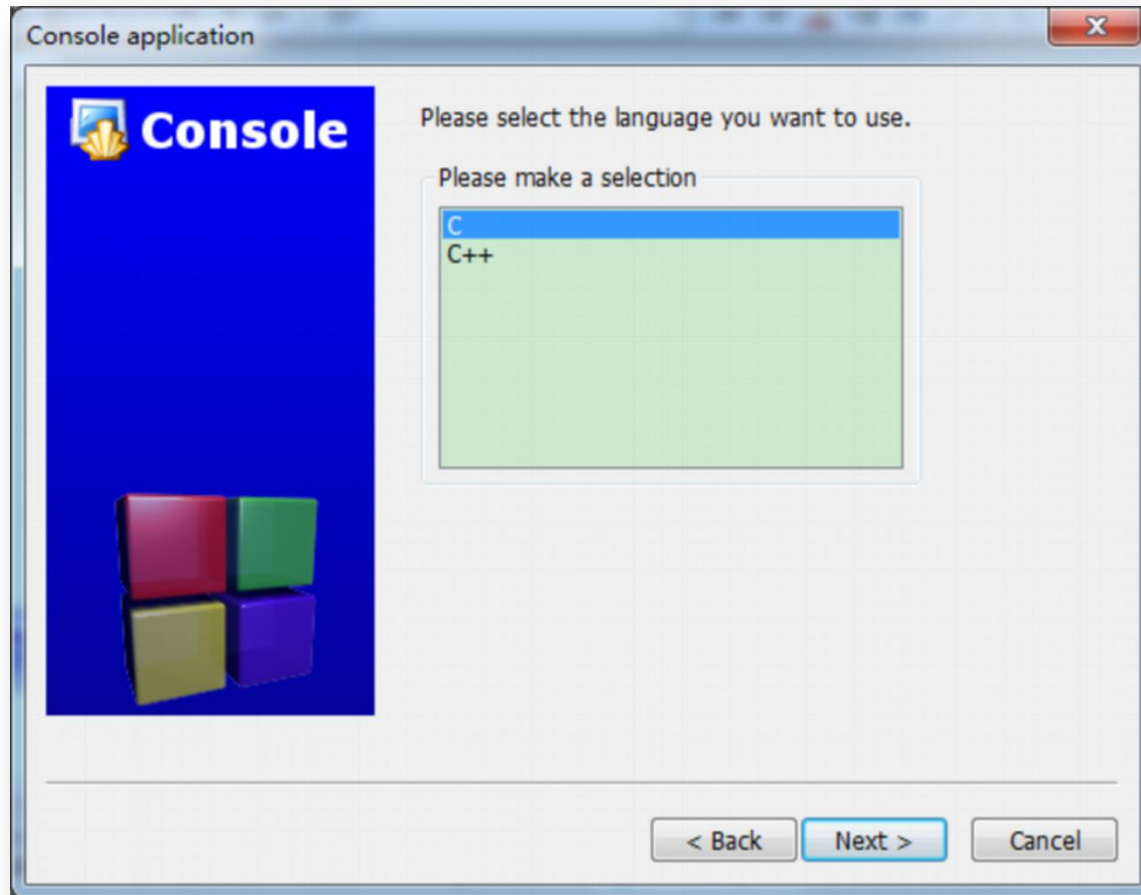 Console application
Console
Please select the language you want to use.
Please make a selection
C
C++
< Back
Next >
Cancel